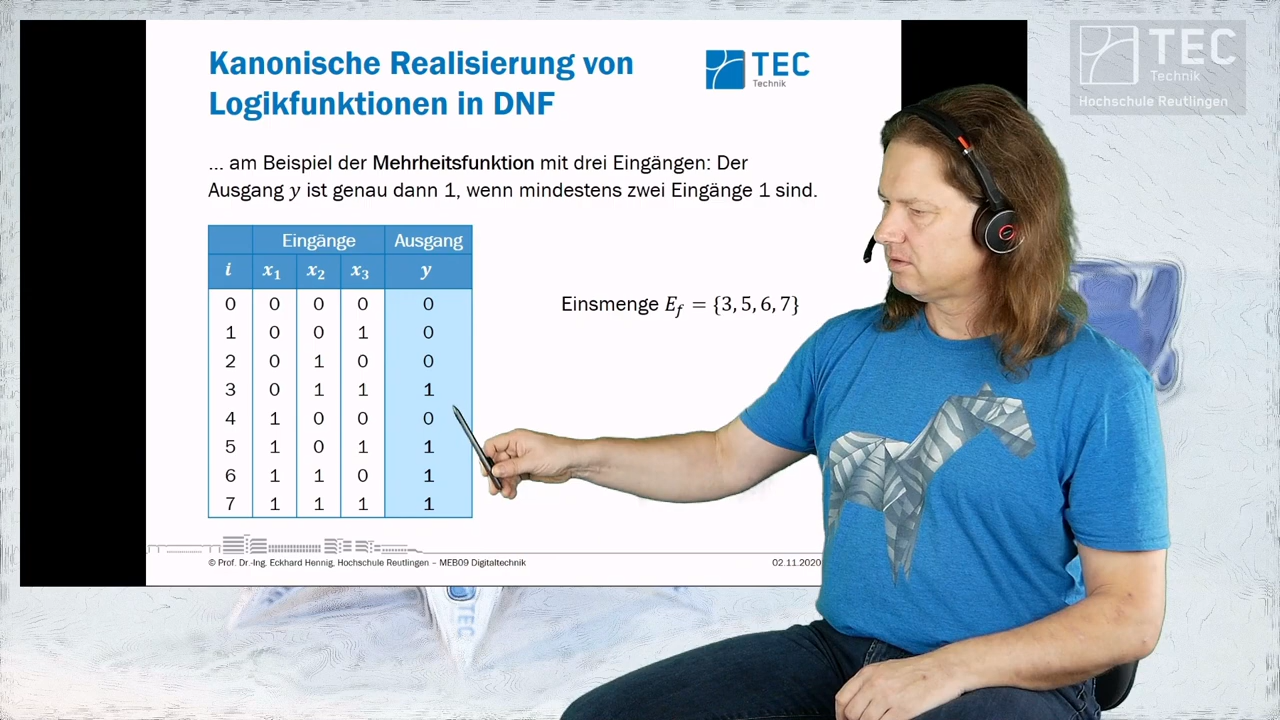 Kanonische Realisierung von
Logikfunktionen in DNF
TEC
Technik
TEC
Technik
Hochschule Reutlingen
... am Beispiel der Mehrheitsfunktion mit drei Eingängen: Der
Ausgang y ist genau dann 1, wenn mindestens zwei Eingänge 1 sind.
Eingänge Ausgang
i x₁ x₂ x₃ y
0 0 0 0 0
1 0 0 1 0
2 0 1 0 0
3 0 1 1 1
4 1 0 0 0
5 1 0 1 1
6 1 1 0 1
7 1 1 1 1
Einsmenge E_f = {3, 5, 6, 7}
© Prof. Dr.-Ing. Eckhard Hennig, Hochschule Reutlingen – MEB09 Digitaltechnik
02.11.2020
TEC